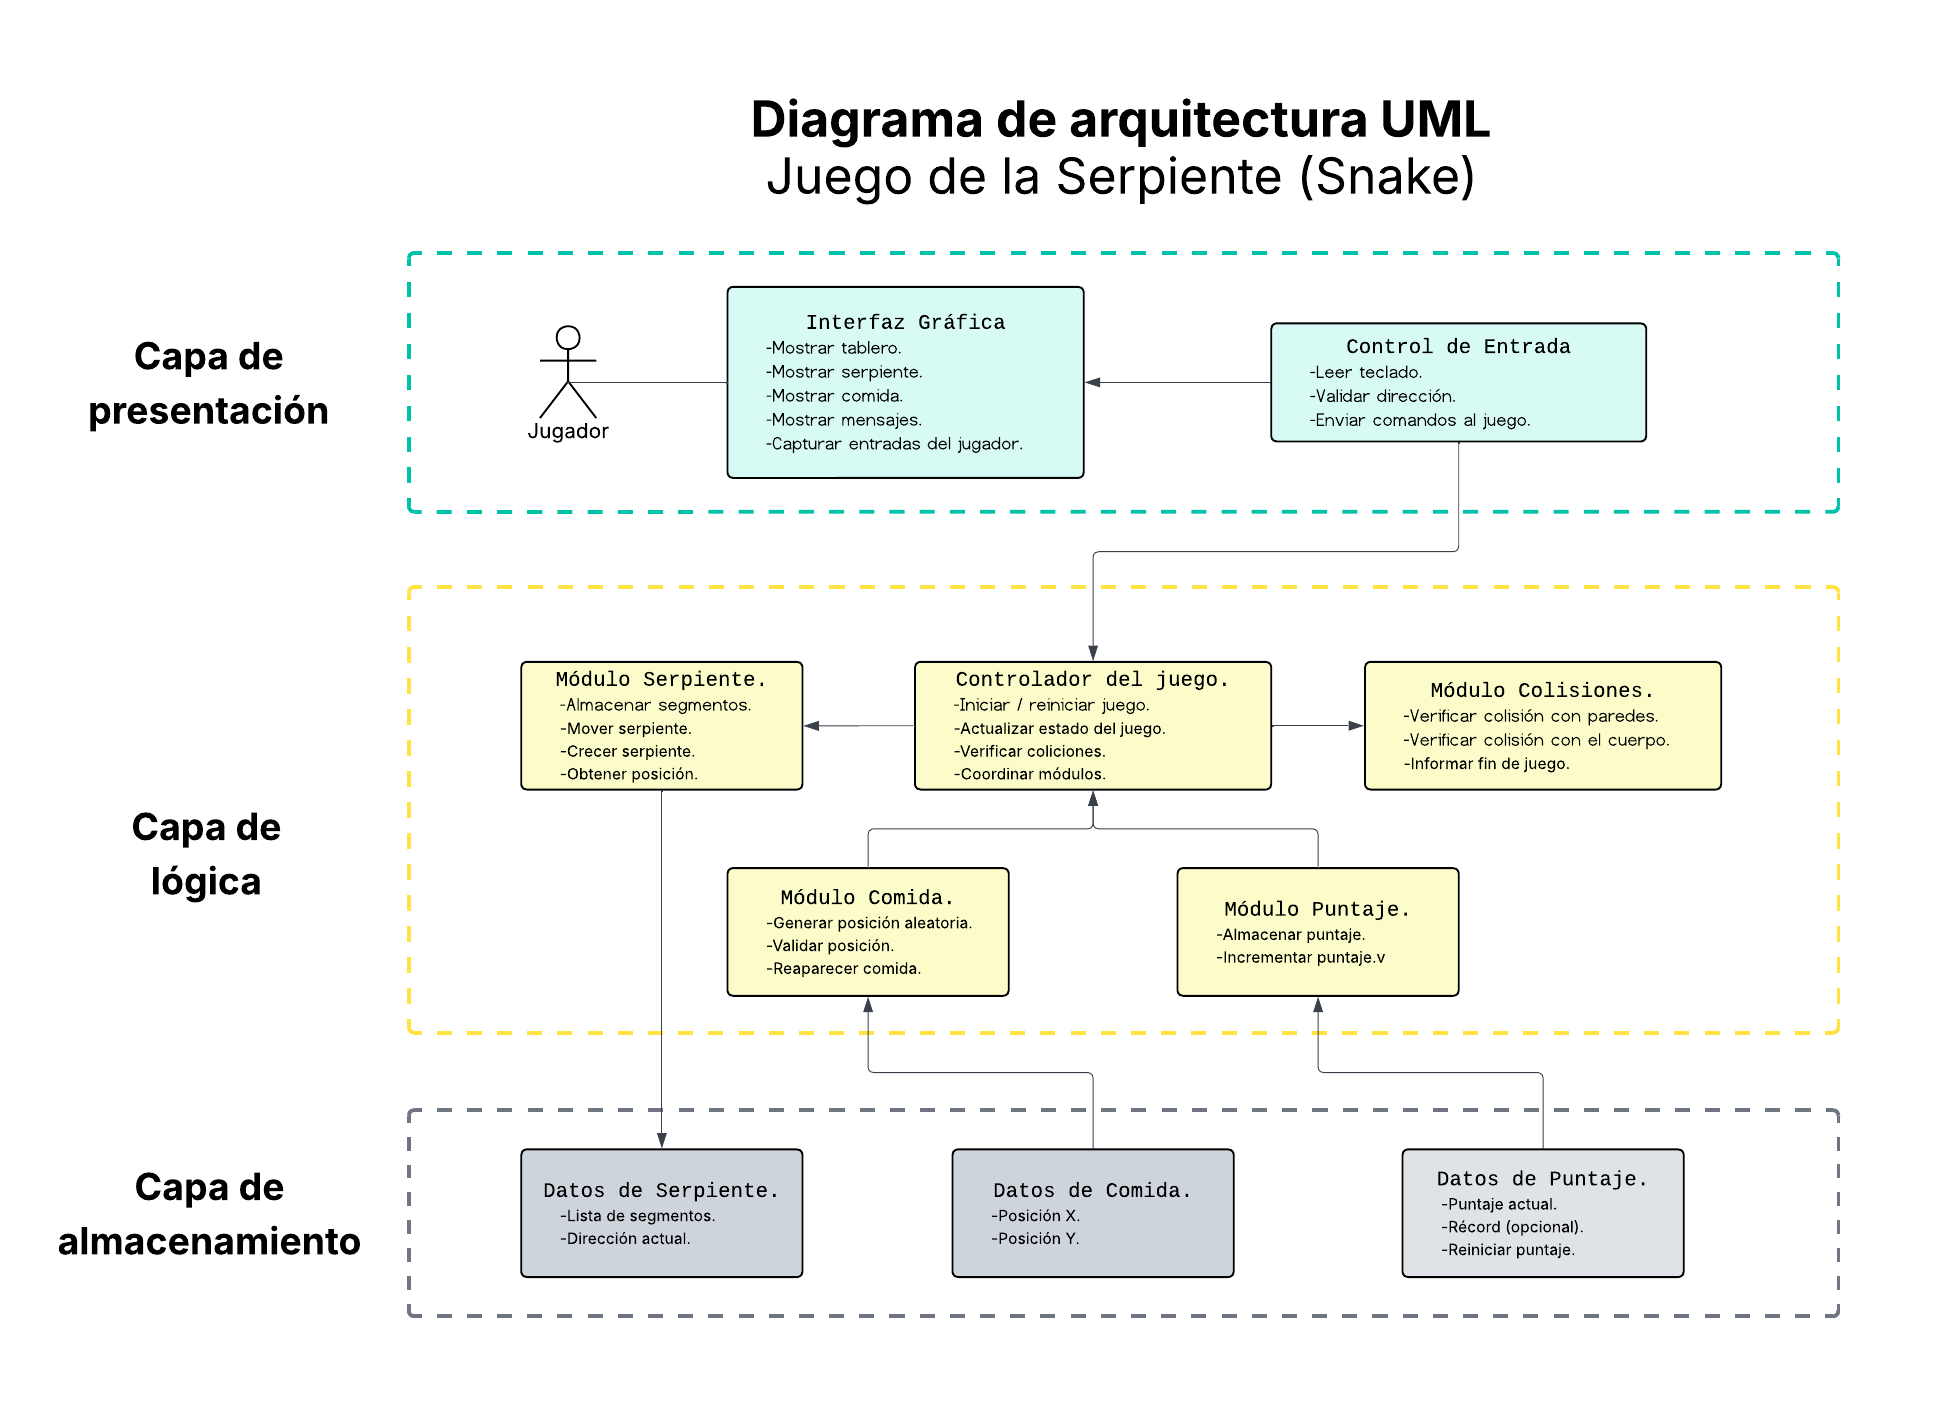 Diagrama de arquitectura UML
Juego de la Serpiente (Snake)
Capa de
presentación
Jugador
Interfaz Gráfica
-Mostrar tablero.
-Mostrar serpiente.
-Mostrar comida.
-Mostrar mensajes.
-Capturar entradas del jugador.
Control de Entrada
-Leer teclado.
-Validar dirección.
-Enviar comandos al juego.
Capa de
lógica
Módulo Serpiente.
-Almacenar segmentos.
-Mover serpiente.
-Crecer serpiente.
-Obtener posición.
Controlador del juego.
-Iniciar / reiniciar juego.
-Actualizar estado del juego.
-Verificar coliciones.
-Coordinar módulos.
Módulo Colisiones.
-Verificar colisión con paredes.
-Verificar colisión con el cuerpo.
-Informar fin de juego.
Módulo Comida.
-Generar posición aleatoria.
-Validar posición.
-Reaparecer comida.
Módulo Puntaje.
-Almacenar puntaje.
-Incrementar puntaje.v
Capa de
almacenamiento
Datos de Serpiente.
-Lista de segmentos.
-Dirección actual.
Datos de Comida.
-Posición X.
-Posición Y.
Datos de Puntaje.
-Puntaje actual.
-Récord (opcional).
-Reiniciar puntaje.